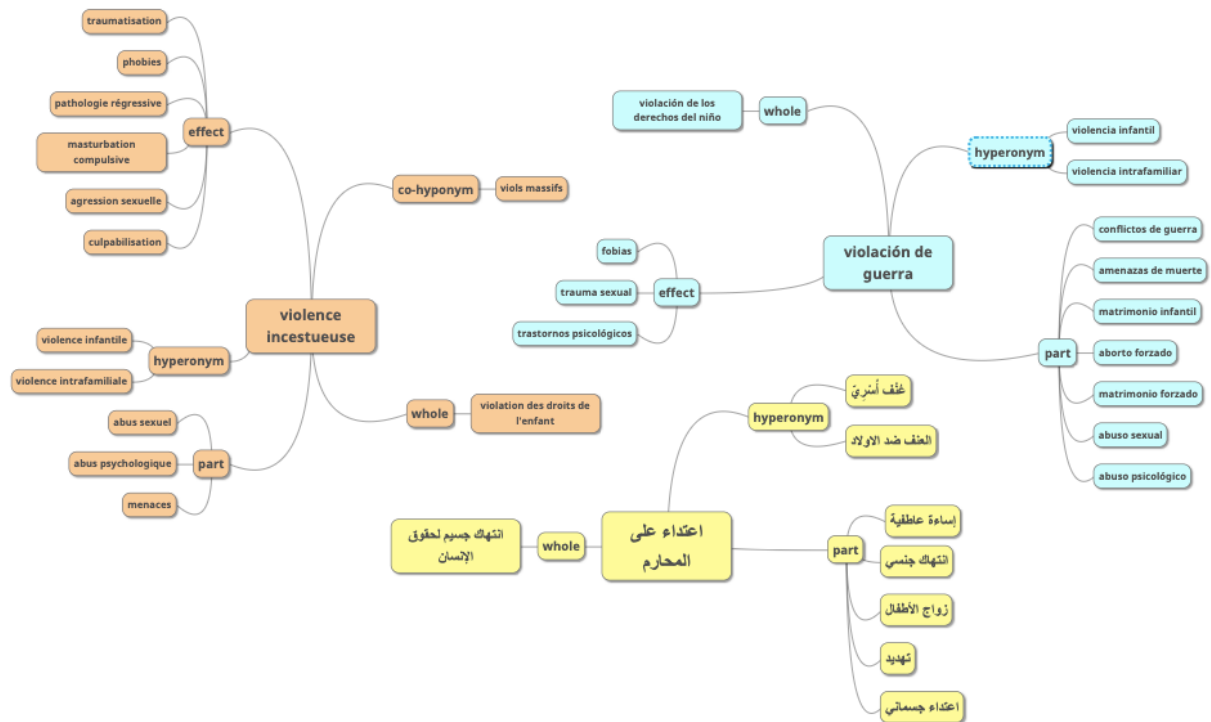 traumatisation
phobies
pathologie régressive
masturbation
compulsive
agression sexuelle
culpabilisation
effect
co-hyponym
viols massifs
violence
incestueuse
violence infantile
violence intrafamiliale
hyperonym
whole
violation des droits de
l'enfant
abus sexuel
abus psychologique
menaces
part
violación de los
derechos del niño
whole
hyperonym
violencia infantil
violencia intrafamiliar
violación de
guerra
fobias
trauma sexual
trastornos psicológicos
effect
part
conflictos de guerra
amenazas de muerte
matrimonio infantil
aborto forzado
matrimonio forzado
abuso sexual
abuso psicológico
hyperonym
عُنْف أُسْرِيّ
العنف ضد الاولاد
اعتداء على
المحارم
whole
انتهاك جسيم لحقوق
الإنسان
part
إساءة عاطفية
انتهاك جنسي
زواج الأطفال
تهديد
اعتداء جسماني